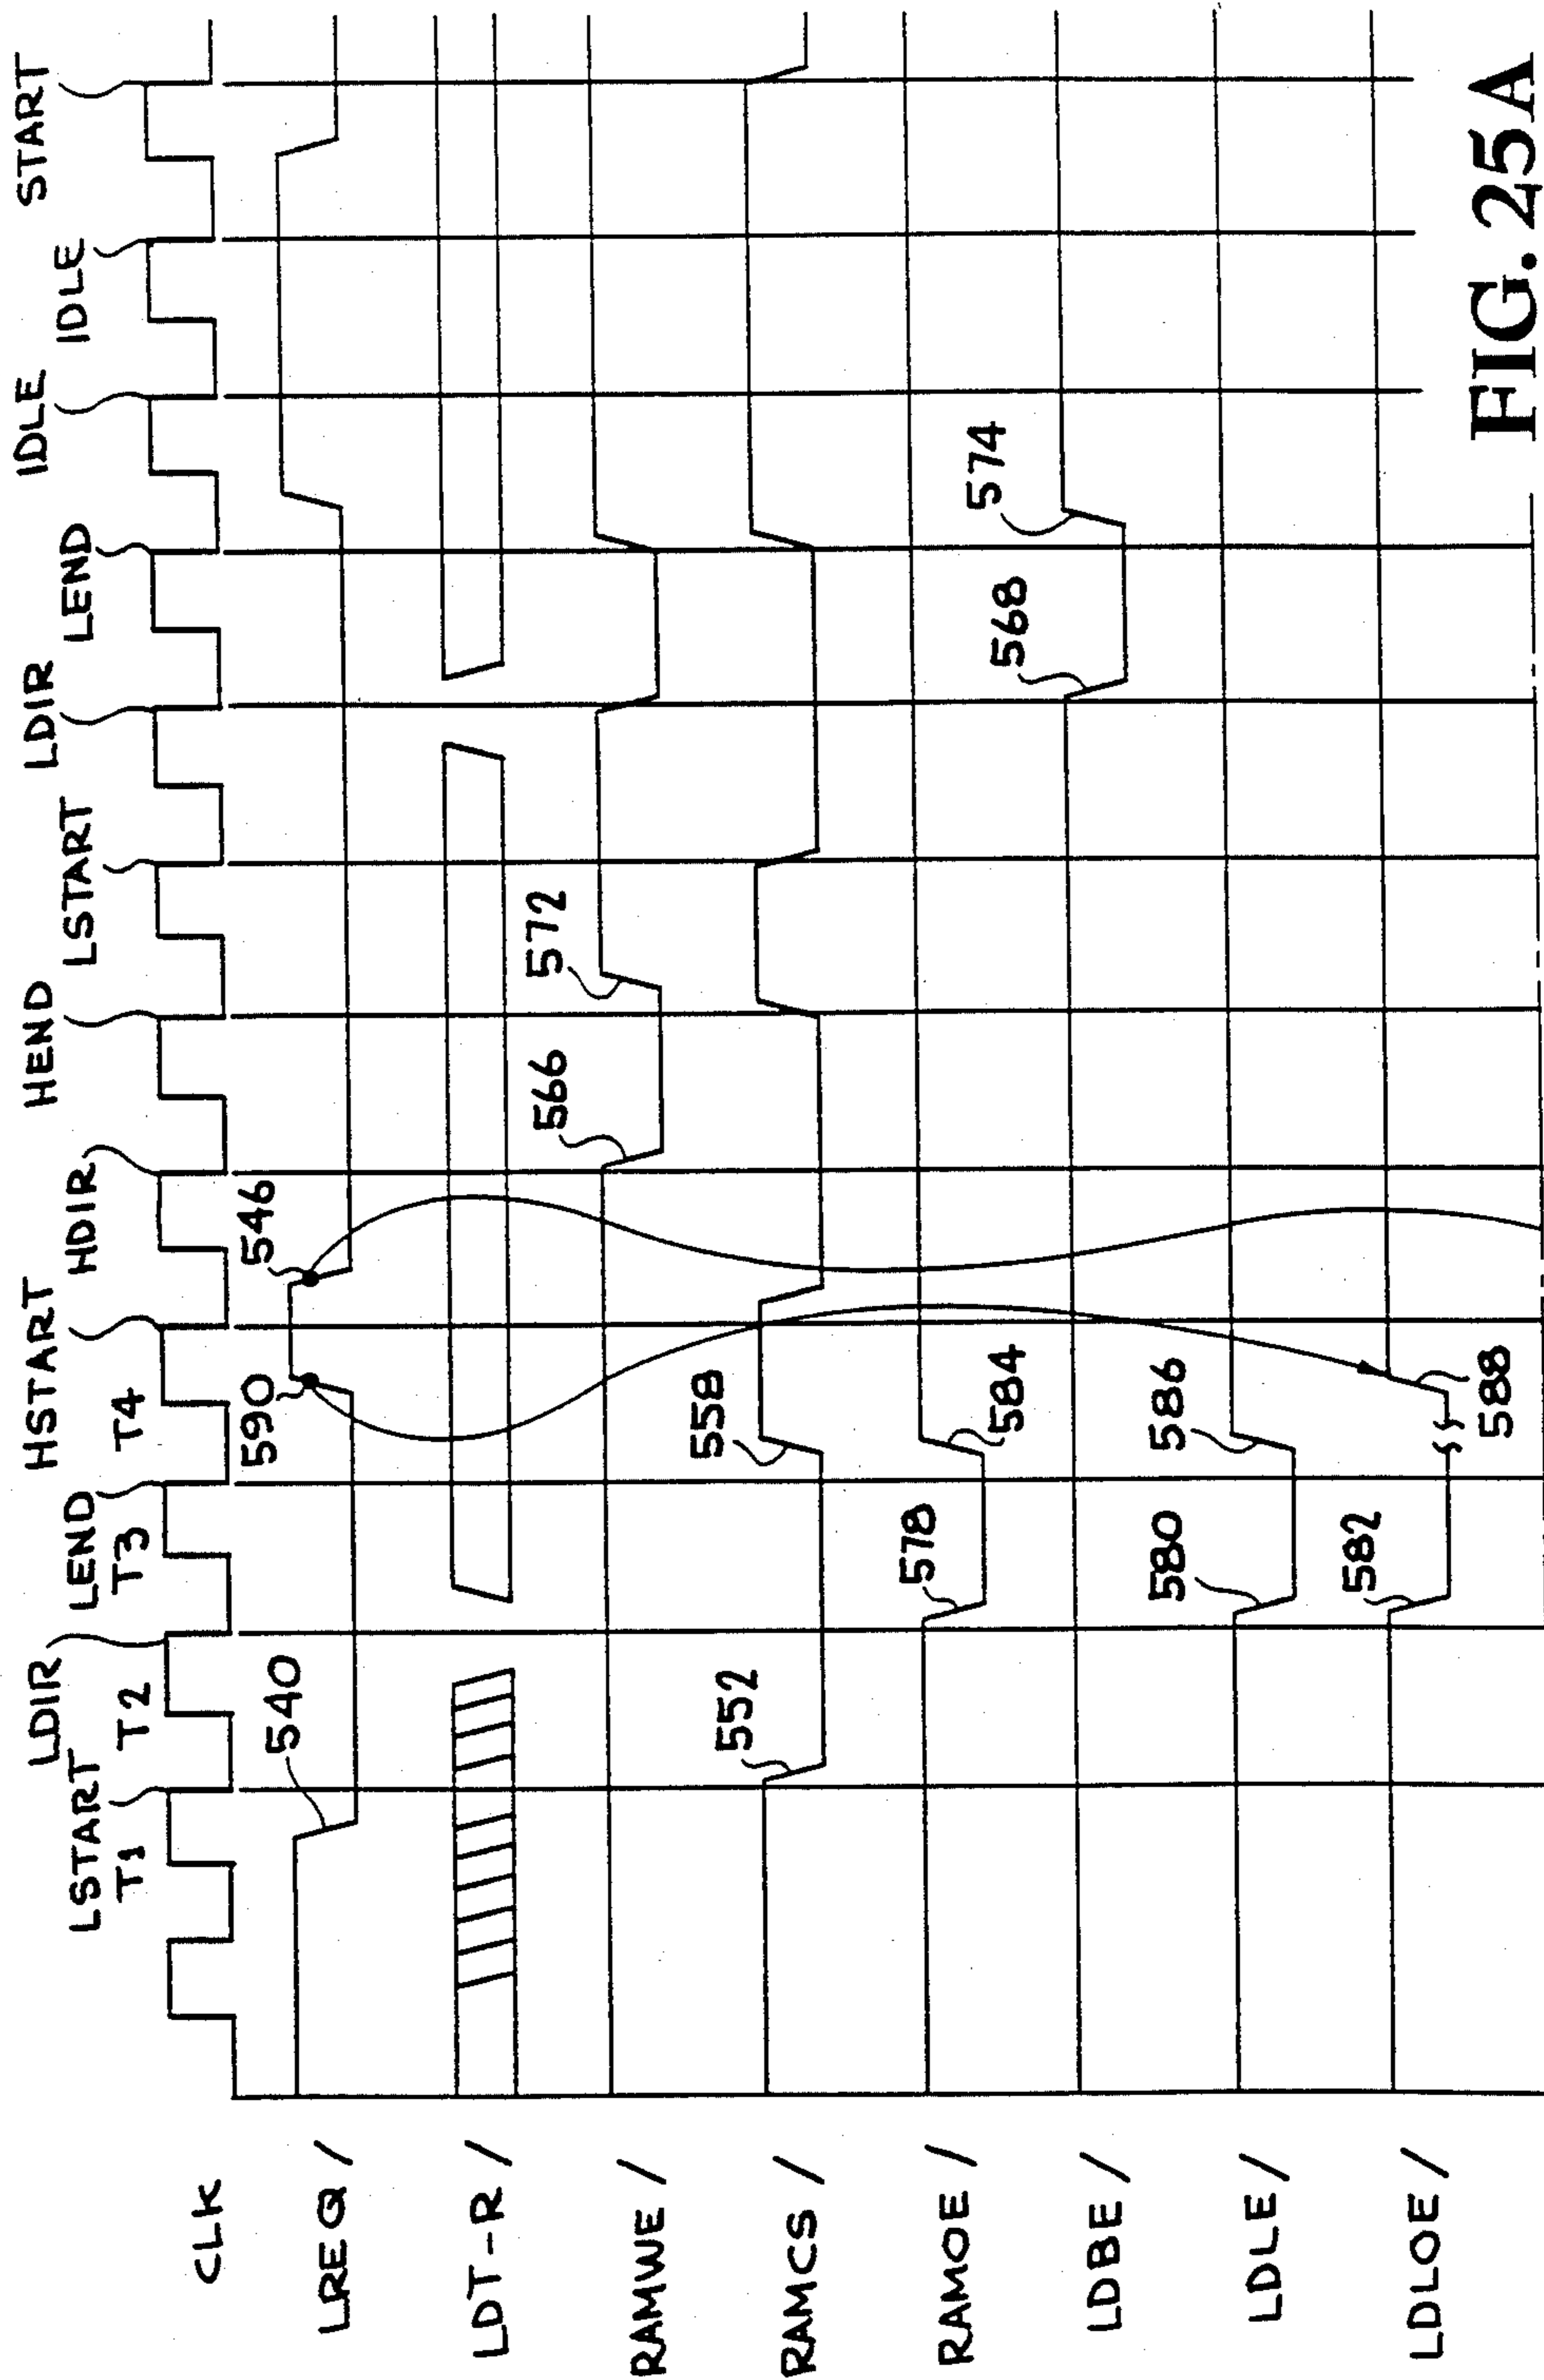 LSTART LDIR LEND HSTART HDIR HEND LSTART LDIR LEND IDLE IDLE START
T1 T2 T3 T4
CLK
LREQ / 540 590 546
LDT-R /
RAMWE / 566 572
RAMCS / 552 558
RAMOE / 578 584
LDBE / 568 574
LDLE / 580 586
LDLOE / 582 588
FIG. 25A